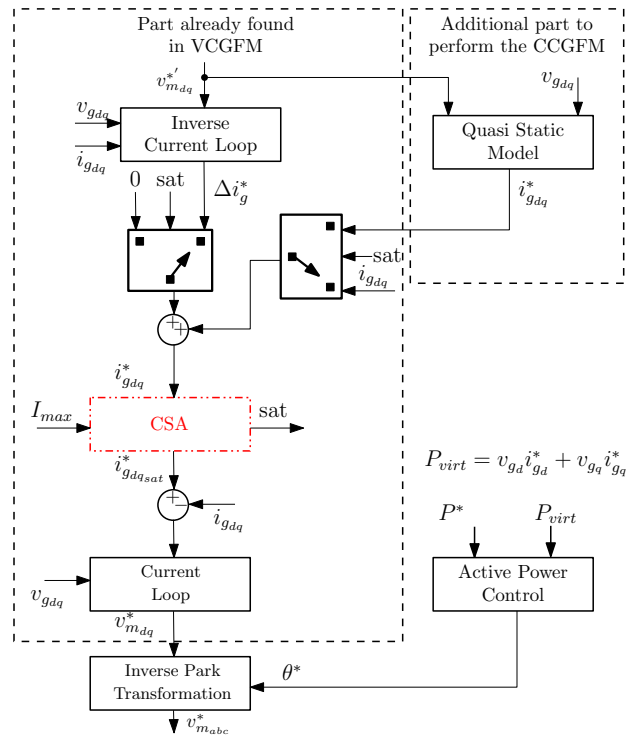 Part already found
in VCGFM
Additional part to
perform the CCGFM
v*'_{m_{dq}}
v_{g_{dq}}
v_{g_{dq}}
i_{g_{dq}}
Inverse
Current Loop
Quasi Static
Model
0
sat
Δi*_g
i*_{g_{dq}}
sat
i_{g_{dq}}
+
+
i*_{g_{dq}}
I_{max}
CSA
sat
i*_{g_{dq_{sat}}}
P_{virt} = v_{g_d}i*_{g_d} + v_{g_q}i*_{g_q}
+
−
i_{g_{dq}}
P*
P_{virt}
v_{g_{dq}}
Current
Loop
Active Power
Control
v*_{m_{dq}}
Inverse Park
Transformation
θ*
v*_{m_{abc}}